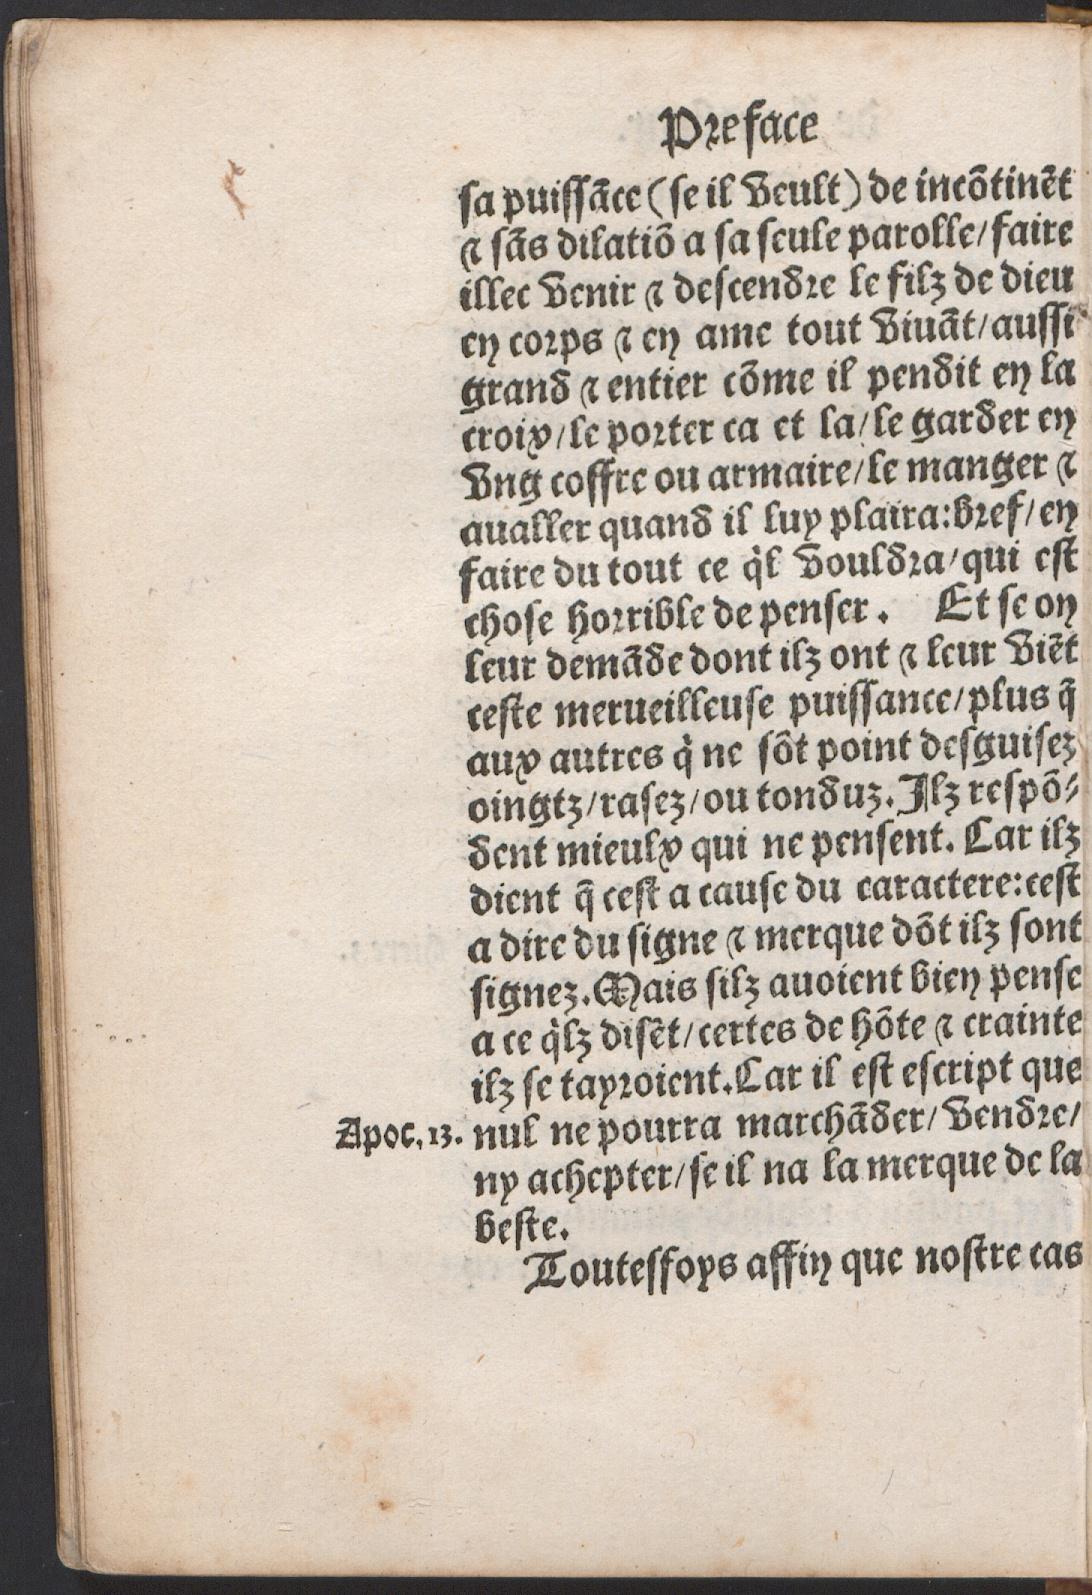 Preface
sa puissãce (se il veult) de incõtinẽt
⁊ sãs dilatiõ a sa seule parolle/faire
illec venir ⁊ descendre le filz de dieu
en corps ⁊ en ame tout viuãt/aussi
grand ⁊ entier cõme il pendit en la
croix/le porter ca et la/le garder en
vng coffre ou armaire/le manger ⁊
aualler quand il luy plaira:bref/en
faire du tout ce q̇l vouldra/qui est
chose horrible de penser. Et se on
leur demãde dont ilz ont ⁊ leur viẽt
ceste merueilleuse puissance/plus q̃
aux autres q̇ ne sõt point desguisez
oingtz/rasez/ou tonduz. Ilz respõ⸗
dent mieulx qui ne pensent. Car ilz
dient q̃ cest a cause du caractere:cest
a dire du signe ⁊ merque dõt ilz sont
signez. Mais silz auoient bien pense
a ce q̇lz disẽt/certes de hõte ⁊ crainte
ilz se tayroient. Car il est escript que
Apoc. 13. nul ne pourra marchãder/vendre/
ny achepter/se il na la merque de la
beste.
Toutesfoys affin que nostre cas